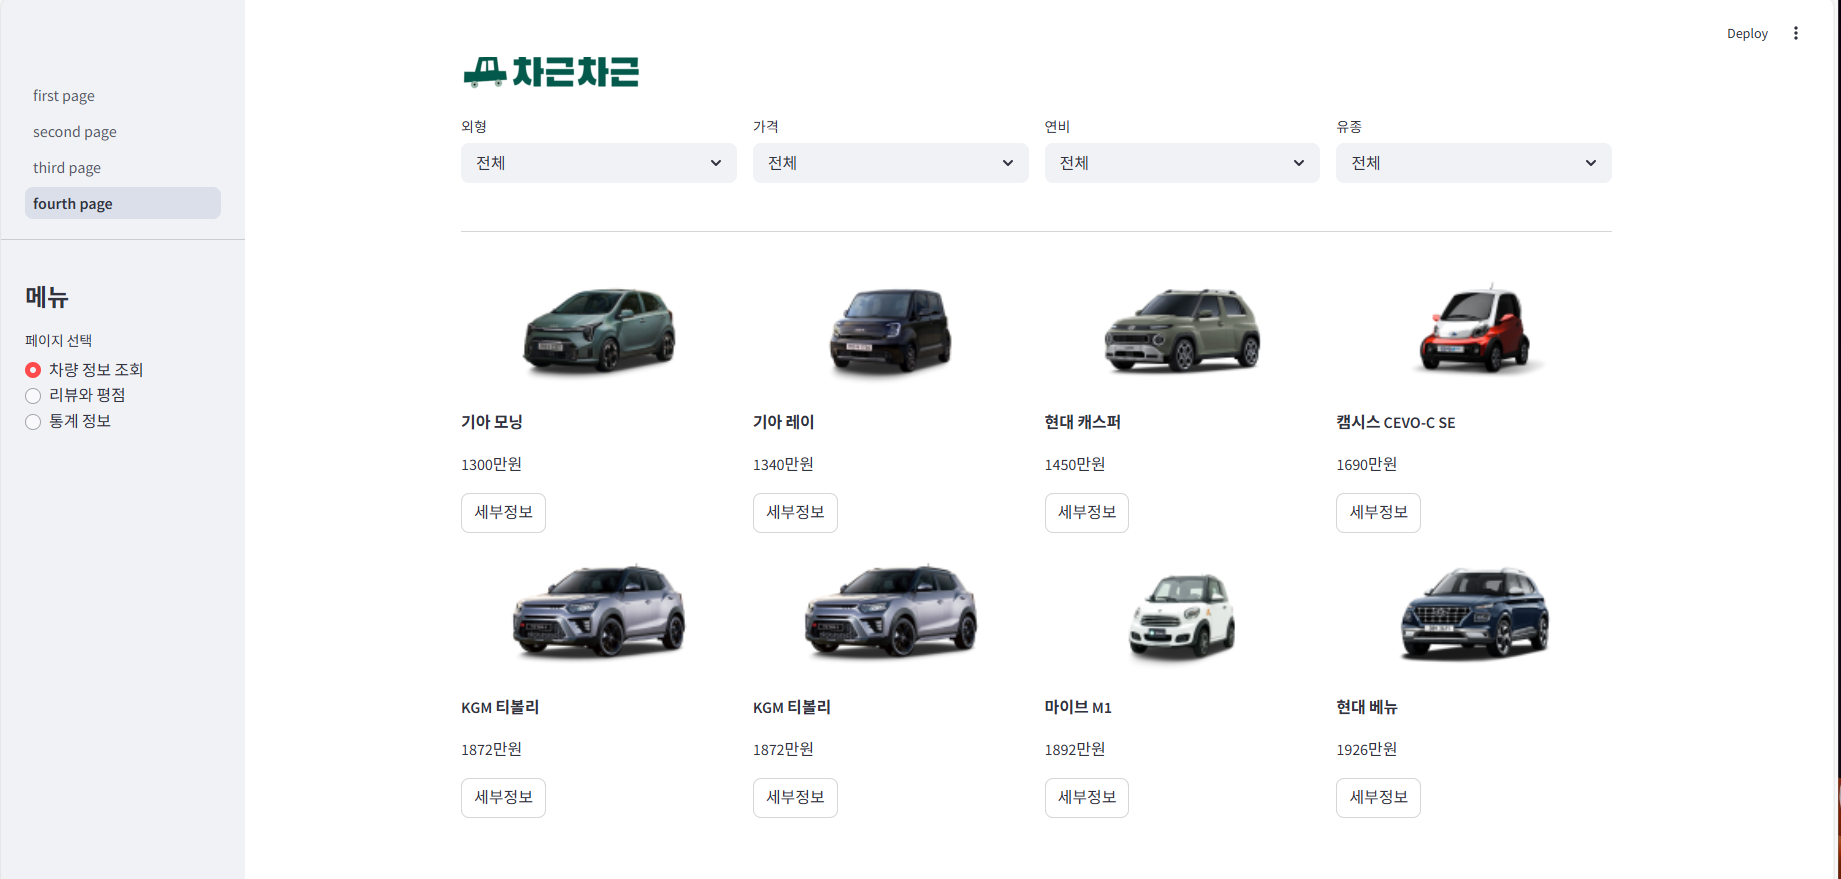 Deploy
first page
second page
third page
fourth page
메뉴
페이지 선택
차량 정보 조회
리뷰와 평점
통계 정보
차근차근
외형 가격 연비 유종
전체 전체 전체 전체
기아 모닝 기아 레이 현대 캐스퍼 캠시스 CEVO-C SE
1300만원 1340만원 1450만원 1690만원
세부정보 세부정보 세부정보 세부정보
KGM 티볼리 KGM 티볼리 마이브 M1 현대 베뉴
1872만원 1872만원 1892만원 1926만원
세부정보 세부정보 세부정보 세부정보